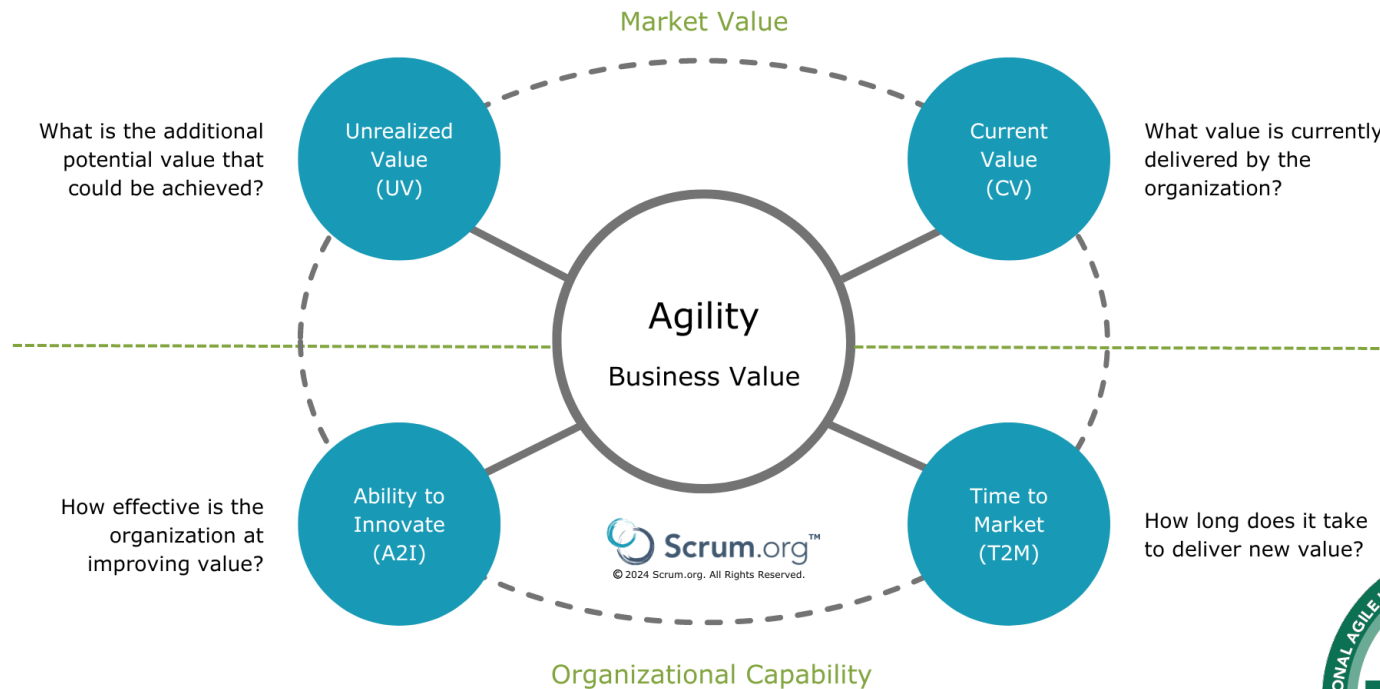 Market Value
What is the additional
potential value that
could be achieved?
Unrealized
Value
(UV)
Current
Value
(CV)
What value is currently
delivered by the
organization?
Agility
Business Value
How effective is the
organization at
improving value?
Ability to
Innovate
(A2I)
Scrum.org™
© 2024 Scrum.org. All Rights Reserved.
Time to
Market
(T2M)
How long does it take
to deliver new value?
Organizational Capability
AGILE